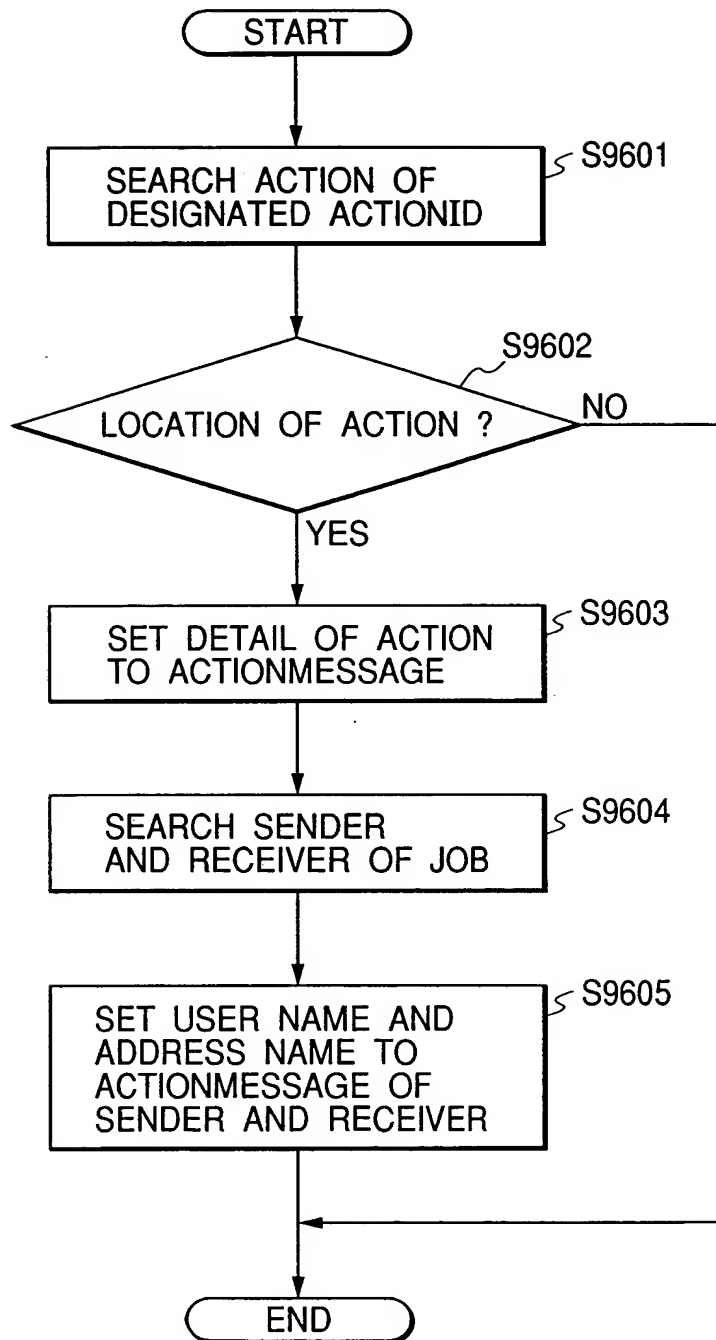 START
SEARCH ACTION OF
DESIGNATED ACTIONID
S9601
LOCATION OF ACTION ?
S9602
NO
YES
SET DETAIL OF ACTION
TO ACTIONMESSAGE
S9603
SEARCH SENDER
AND RECEIVER OF JOB
S9604
SET USER NAME AND
ADDRESS NAME TO
ACTIONMESSAGE OF
SENDER AND RECEIVER
S9605
END